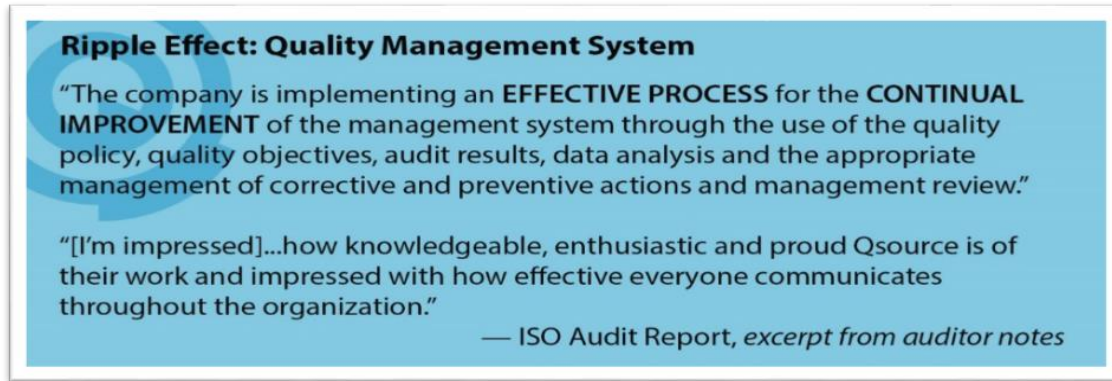 Ripple Effect: Quality Management System
“The company is implementing an EFFECTIVE PROCESS for the CONTINUAL
IMPROVEMENT of the management system through the use of the quality
policy, quality objectives, audit results, data analysis and the appropriate
management of corrective and preventive actions and management review.”
“[I’m impressed]...how knowledgeable, enthusiastic and proud Qsource is of
their work and impressed with how effective everyone communicates
throughout the organization.”
— ISO Audit Report, excerpt from auditor notes